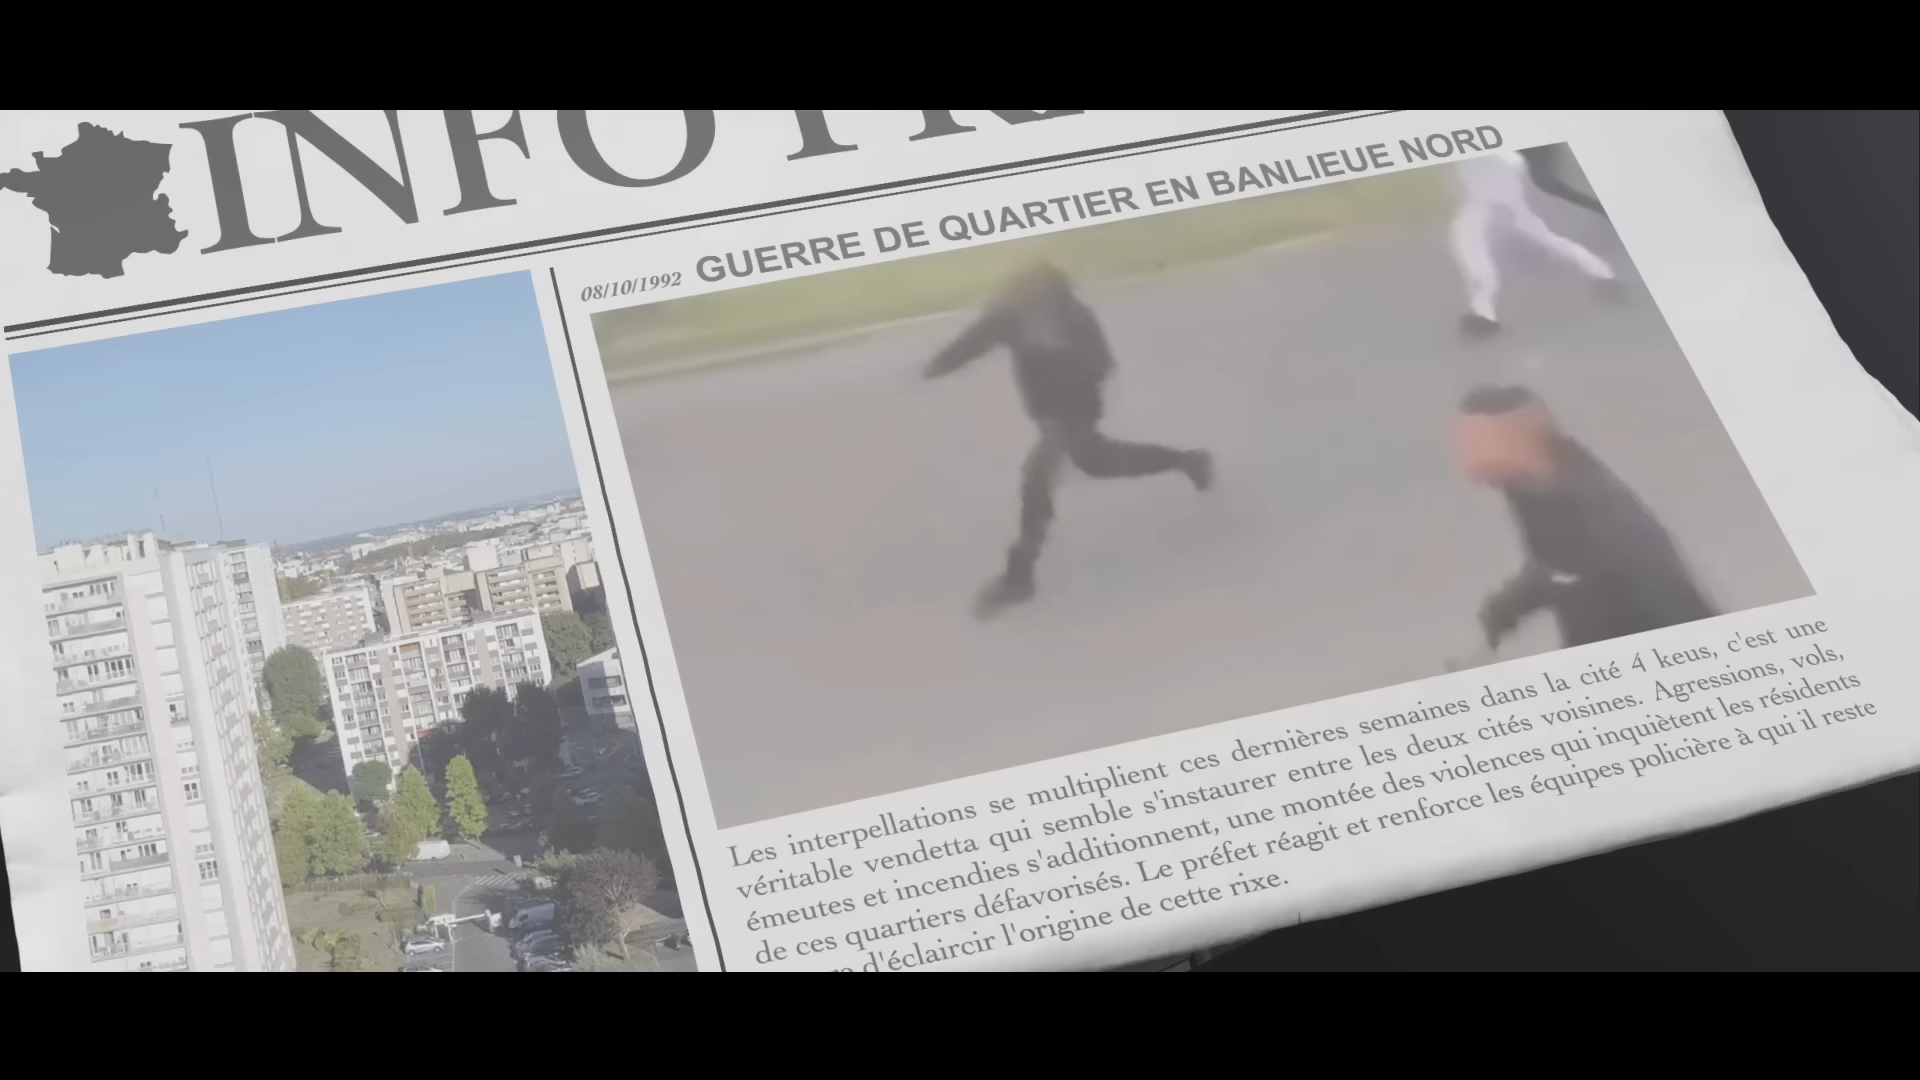 INFO
08/10/1992 GUERRE DE QUARTIER EN BANLIEUE NORD
Les interpellations se multiplient ces dernières semaines dans la cité 4 keus, c'est une
véritable vendetta qui semble s'instaurer entre les deux cités voisines. Agressions, vols,
émeutes et incendies s'additionnent, une montée des violences qui inquiètent les résidents
de ces quartiers défavorisés. Le préfet réagit et renforce les équipes policière à qui il reste
d'éclaircir l'origine de cette rixe.